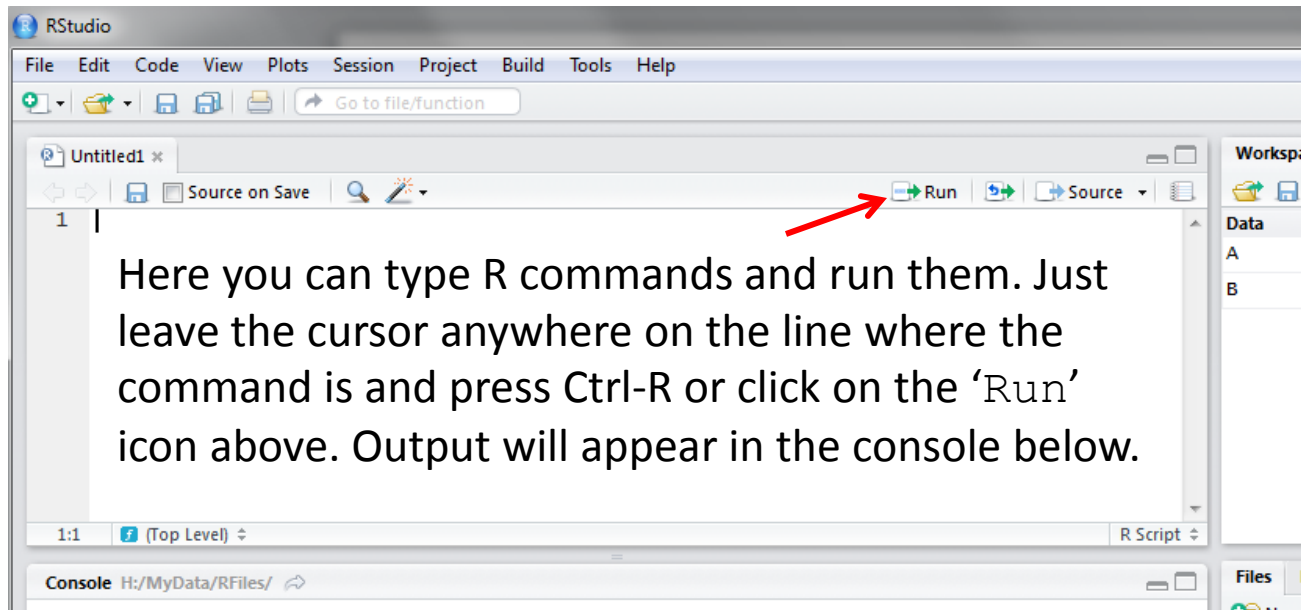 RStudio
File Edit Code View Plots Session Project Build Tools Help
Go to file/function
Untitled1
Source on Save Run Source
1
Here you can type R commands and run them. Just
leave the cursor anywhere on the line where the
command is and press Ctrl-R or click on the ‘Run’
icon above. Output will appear in the console below.
1:1 (Top Level) R Script
Console H:/MyData/RFiles/
Workspa
Data
A
B
Files